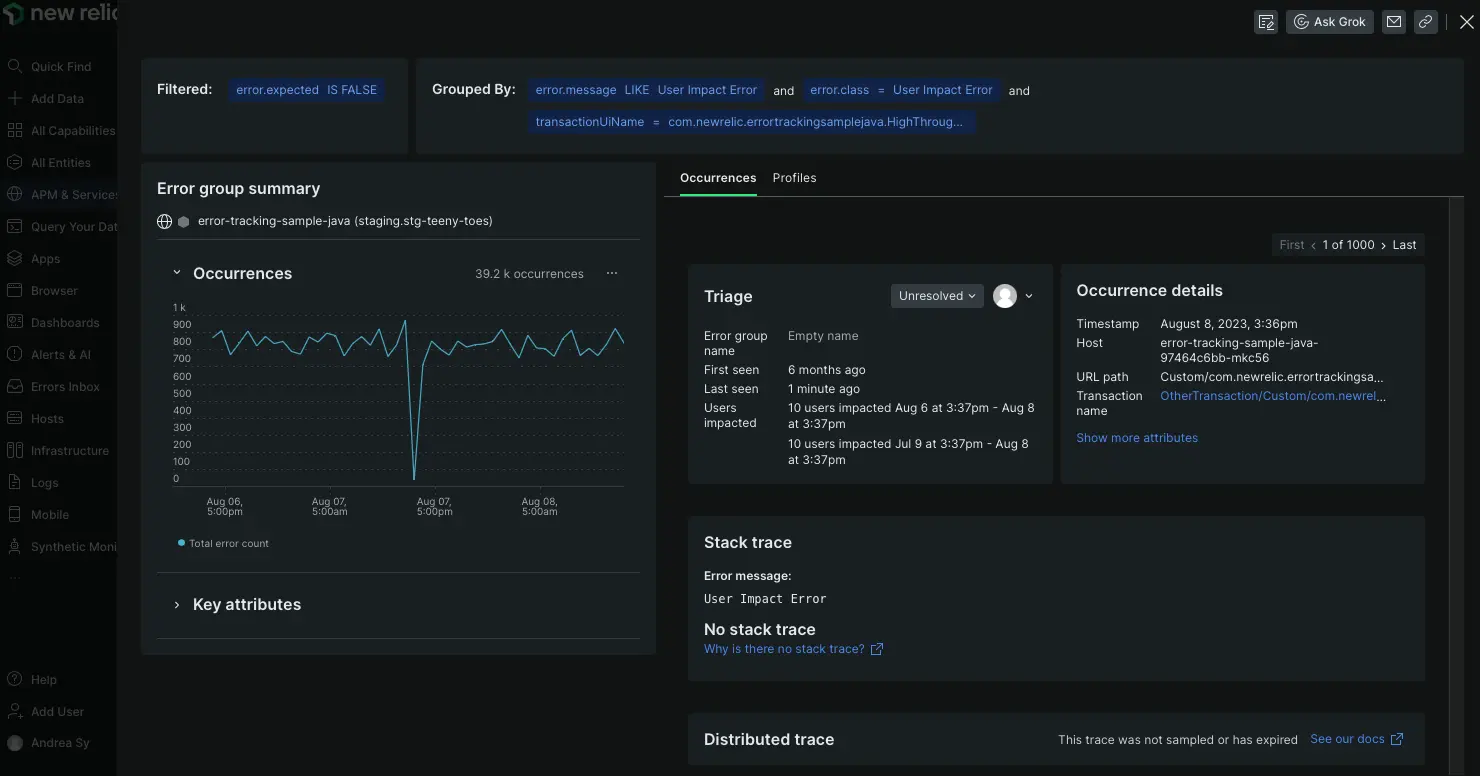 new relic
Ask Grok
Quick Find
Add Data
All Capabilities
All Entities
APM & Services
Query Your Dat
Apps
Browser
Dashboards
Alerts & AI
Errors Inbox
Hosts
Infrastructure
Logs
Mobile
Synthetic Moni
...
Help
Add User
Andrea Sy
Filtered:
error.expected IS FALSE
Grouped By:
error.message LIKE User Impact Error and error.class = User Impact Error and
transactionUiName = com.newrelic.errortrackingsamplejava.HighThroug...
Error group summary
error-tracking-sample-java (staging.stg-teeny-toes)
Occurrences
39.2 k occurrences
...
1 k
900
800
700
600
500
400
300
200
100
0
Aug 06,
5:00pm
Aug 07,
5:00am
Aug 07,
5:00pm
Aug 08,
5:00am
Total error count
Key attributes
Occurrences
Profiles
First ‹ 1 of 1000 › Last
Triage
Unresolved
Error group
name
Empty name
First seen
6 months ago
Last seen
1 minute ago
Users
impacted
10 users impacted Aug 6 at 3:37pm - Aug 8
at 3:37pm
10 users impacted Jul 9 at 3:37pm - Aug 8
at 3:37pm
Occurrence details
Timestamp
August 8, 2023, 3:36pm
Host
error-tracking-sample-java-
97464c6bb-mkc56
URL path
Custom/com.newrelic.errortrackingsa...
Transaction
name
OtherTransaction/Custom/com.newrel...
Show more attributes
Stack trace
Error message:
User Impact Error
No stack trace
Why is there no stack trace?
Distributed trace
This trace was not sampled or has expired
See our docs